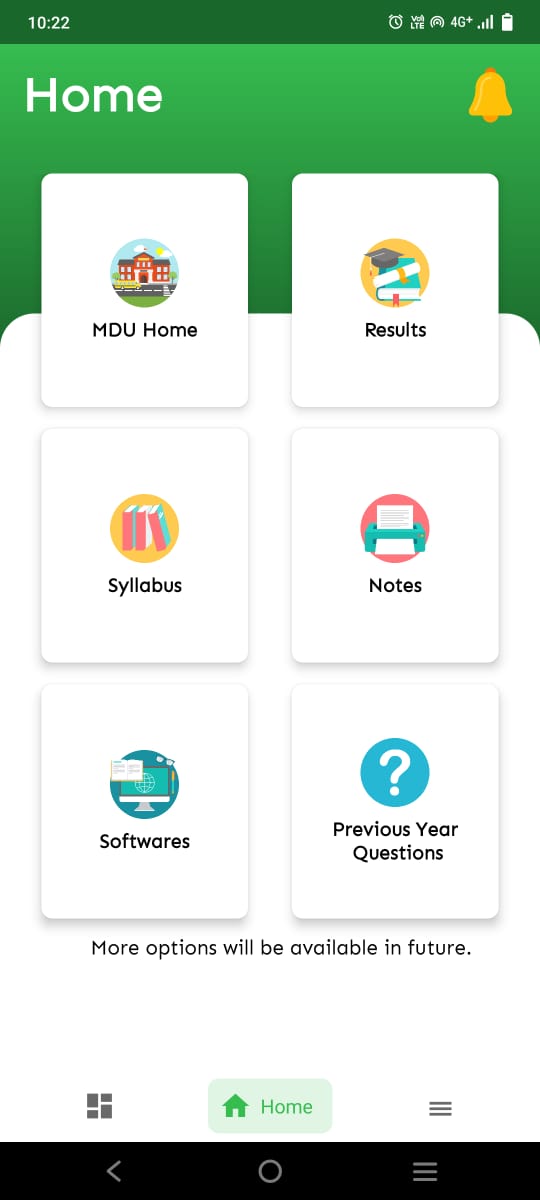 10:22
Vo) LTE 4G+
Home
MDU Home
Results
Syllabus
Notes
Softwares
Previous Year
Questions
More options will be available in future.
Home